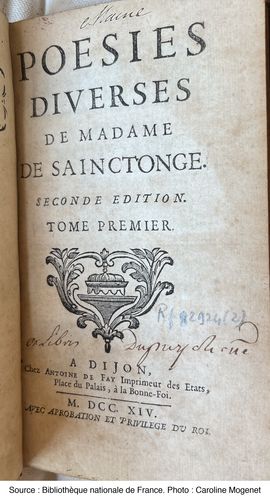 POESIES
DIVERSES
DE MADAME
DE SAINCTONGE.
SECONDE EDITION.
TOME PREMIER.
ex Libris
A DIJON,
Chez ANTOINE DE FAY Imprimeur des Etats,
Place du Palais, à la Bonne-Foi.
M. DCC. XIV.
AVEC APROBATION ET PRIVILEGE DU ROI.
Source : Bibliothèque nationale de France. Photo : Caroline Mogenet